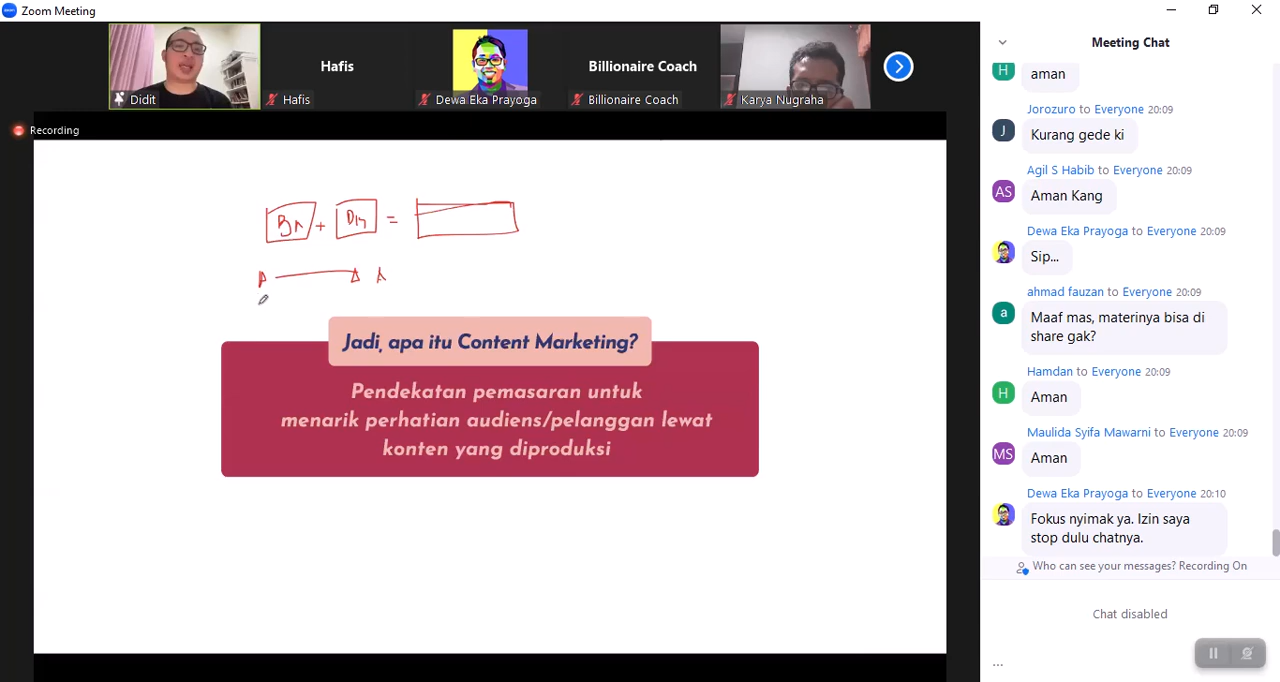 Zoom Meeting
Didit
Hafis
Hafis
Dewa Eka Prayoga
Billionaire Coach
Billionaire Coach
Karya Nugraha
Recording
+
=
Jadi, apa itu Content Marketing?
Pendekatan pemasaran untuk
menarik perhatian audiens/pelanggan lewat
konten yang diproduksi
Meeting Chat
H
aman
Jorozuro to Everyone 20:09
J
Kurang gede ki
Agil S Habib to Everyone 20:09
AS
Aman Kang
Dewa Eka Prayoga to Everyone 20:09
Sip...
ahmad fauzan to Everyone 20:09
a
Maaf mas, materinya bisa di
share gak?
Hamdan to Everyone 20:09
H
Aman
Maulida Syifa Mawarni to Everyone 20:09
MS
Aman
Dewa Eka Prayoga to Everyone 20:10
Fokus nyimak ya. Izin saya
stop dulu chatnya.
Who can see your messages? Recording On
Chat disabled
...